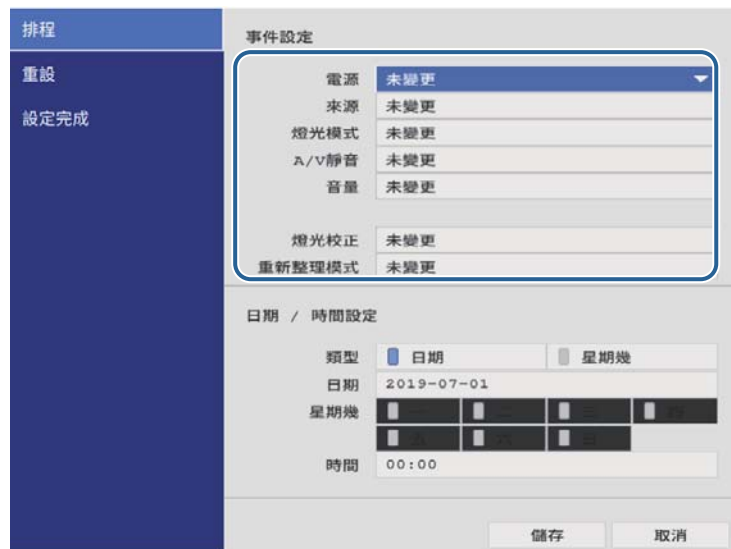 排程
重設
設定完成
事件設定
電源 未變更
來源 未變更
燈光模式 未變更
A/V靜音 未變更
音量 未變更
燈光校正 未變更
重新整理模式 未變更
日期 / 時間設定
類型 日期 星期幾
日期 2019-07-01
星期幾 一 二 三 四
五 六 日
時間 00:00
儲存 取消